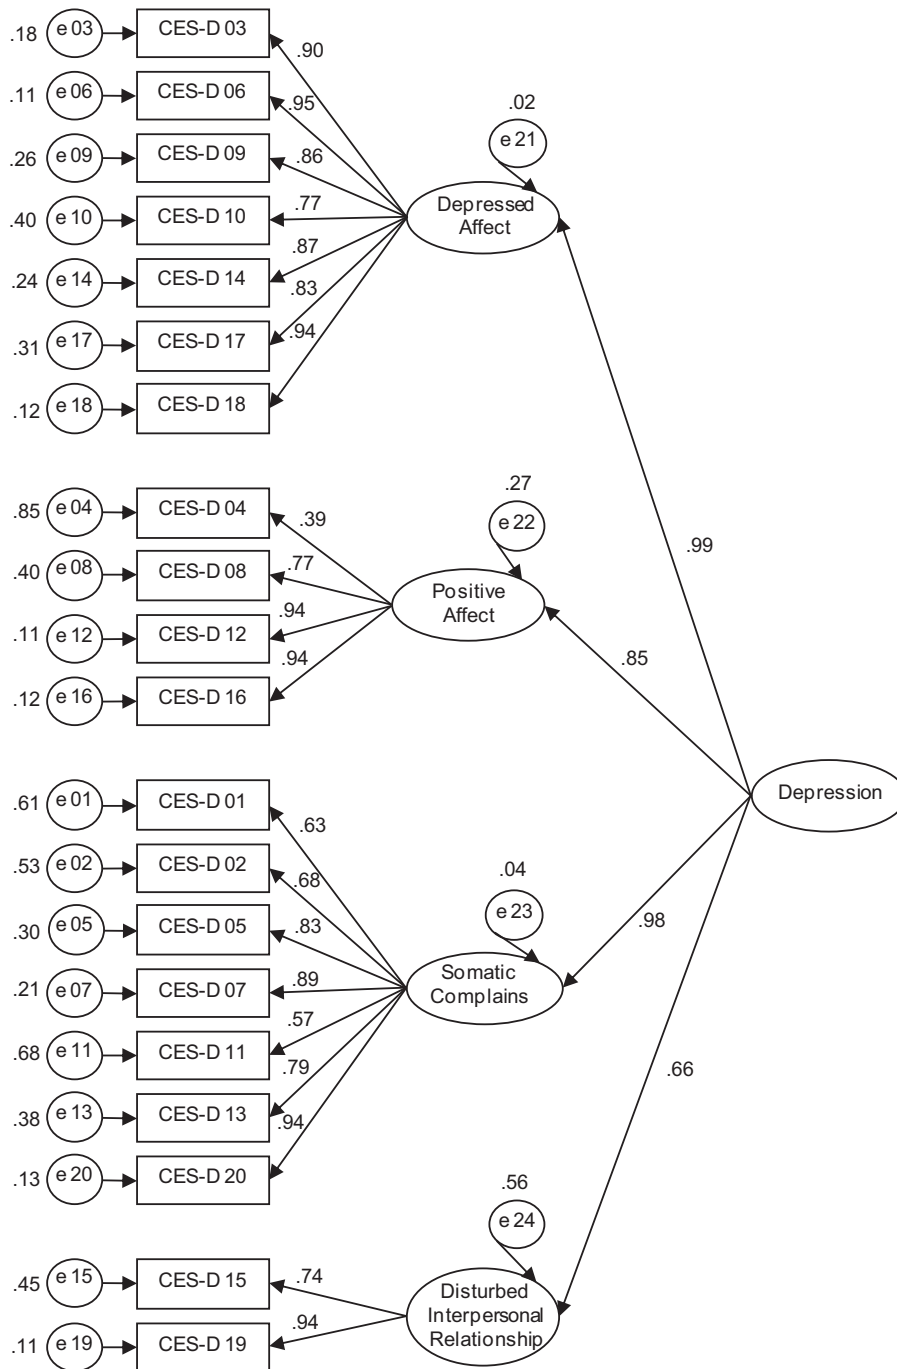 .18 e 03 CES-D 03 .90
.11 e 06 CES-D 06 .95
.26 e 09 CES-D 09 .86
.40 e 10 CES-D 10 .77
.24 e 14 CES-D 14 .87
.31 e 17 CES-D 17 .83
.12 e 18 CES-D 18 .94
.02
e 21
Depressed
Affect
.99
.85 e 04 CES-D 04 .39
.40 e 08 CES-D 08 .77
.11 e 12 CES-D 12 .94
.12 e 16 CES-D 16 .94
.27
e 22
Positive
Affect
.85
Depression
.61 e 01 CES-D 01 .63
.53 e 02 CES-D 02 .68
.30 e 05 CES-D 05 .83
.21 e 07 CES-D 07 .89
.68 e 11 CES-D 11 .57
.38 e 13 CES-D 13 .79
.13 e 20 CES-D 20 .94
.04
e 23
Somatic
Complains
.98
.66
.45 e 15 CES-D 15 .74
.11 e 19 CES-D 19 .94
.56
e 24
Disturbed
Interpersonal
Relationship